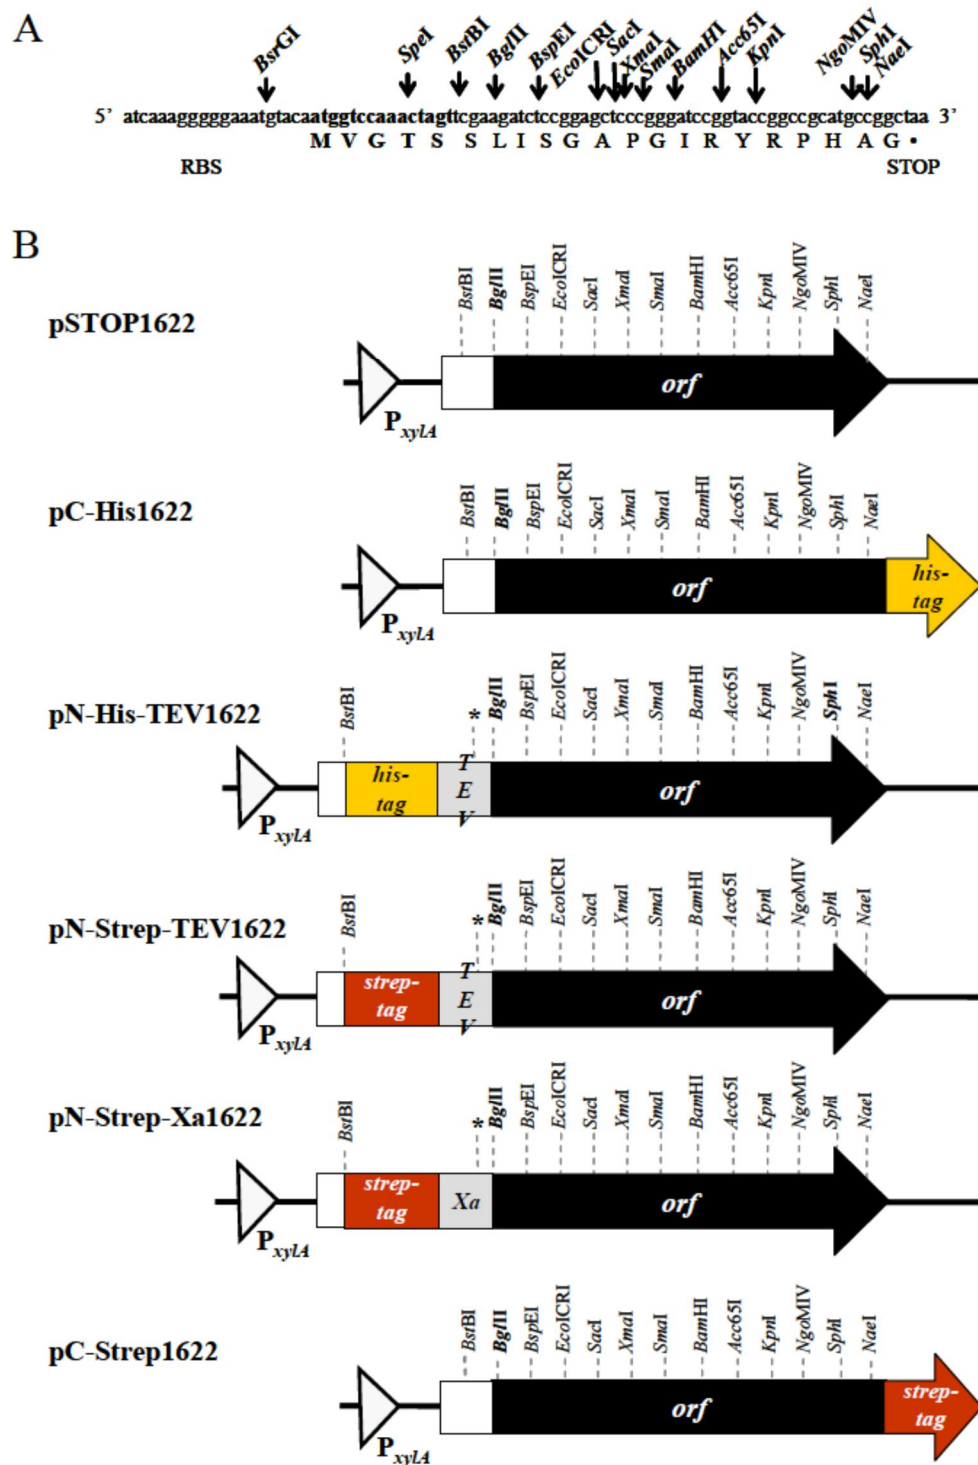 A
BsrGI SpeI BstBI BglII BspEI EcoICRI SacI XmaI SmaI BamHI Acc65I KpnI NgoMIV SphI NaeI
5’ atcaaagggggaaatgtacaatggtccaaactagttcgaagatctccggagctcccgggatccggtaccggccgcatgccggctaa 3’
M V G T S S L I S G A P G I R Y R P H A G •
RBS STOP
B
BstBI BglII BspEI EcoICRI SacI XmaI SmaI BamHI Acc65I KpnI NgoMIV SphI NaeI
pSTOP1622
orf
PxylA
BstBI BglII BspEI EcoICRI SacI XmaI SmaI BamHI Acc65I KpnI NgoMIV SphI NaeI
pC-His1622
orf
his-
tag
PxylA
BstBI * BglII BspEI EcoICRI SacI XmaI SmaI BamHI Acc65I KpnI NgoMIV SphI NaeI
pN-His-TEV1622
his-
tag
T
E
V
orf
PxylA
BstBI * BglII BspEI EcoICRI SacI XmaI SmaI BamHI Acc65I KpnI NgoMIV SphI NaeI
pN-Strep-TEV1622
strep-
tag
T
E
V
orf
PxylA
BstBI * BglII BspEI EcoICRI SacI XmaI SmaI BamHI Acc65I KpnI NgoMIV SphI NaeI
pN-Strep-Xa1622
strep-
tag
Xa
orf
PxylA
BstBI BglII BspEI EcoICRI SacI XmaI SmaI BamHI Acc65I KpnI NgoMIV SphI NaeI
pC-Strep1622
orf
strep-
tag
PxylA